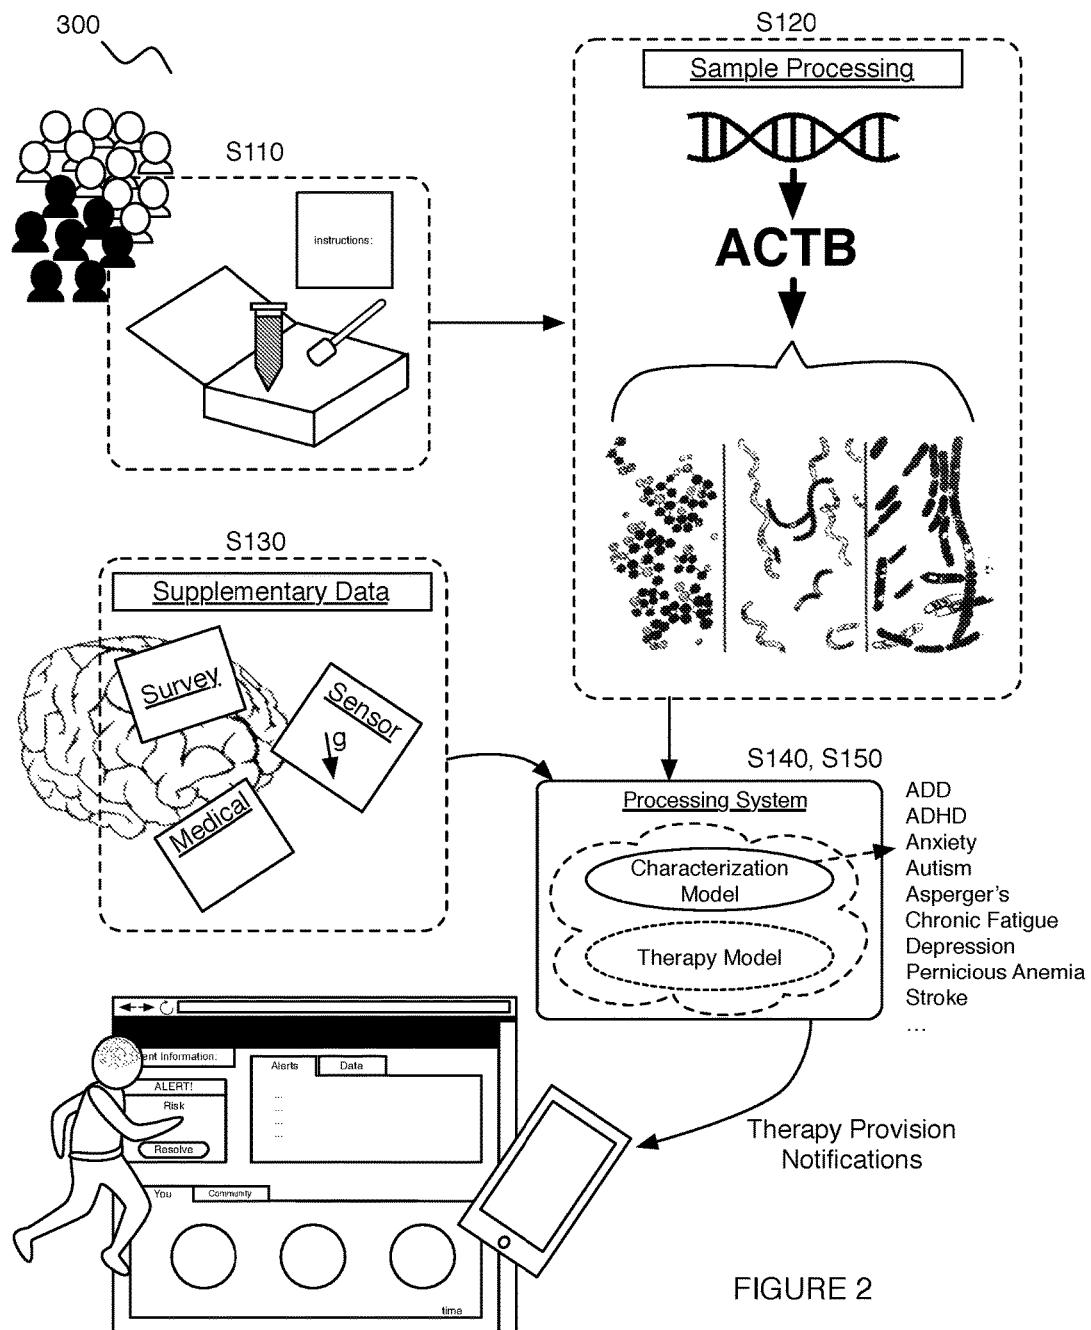 300
S120
Sample Processing
S110
instructions:
ACTB
S130
Supplementary Data
Survey
Sensor
g
Medical
S140, S150
Processing System
Characterization
Model
Therapy Model
ADD
ADHD
Anxiety
Autism
Asperger's
Chronic Fatigue
Depression
Pernicious Anemia
Stroke
...
ent Information:
ALERT!
Risk
Resolve
Alerts
Data
...
...
...
...
You
Community
time
Therapy Provision
Notifications
FIGURE 2